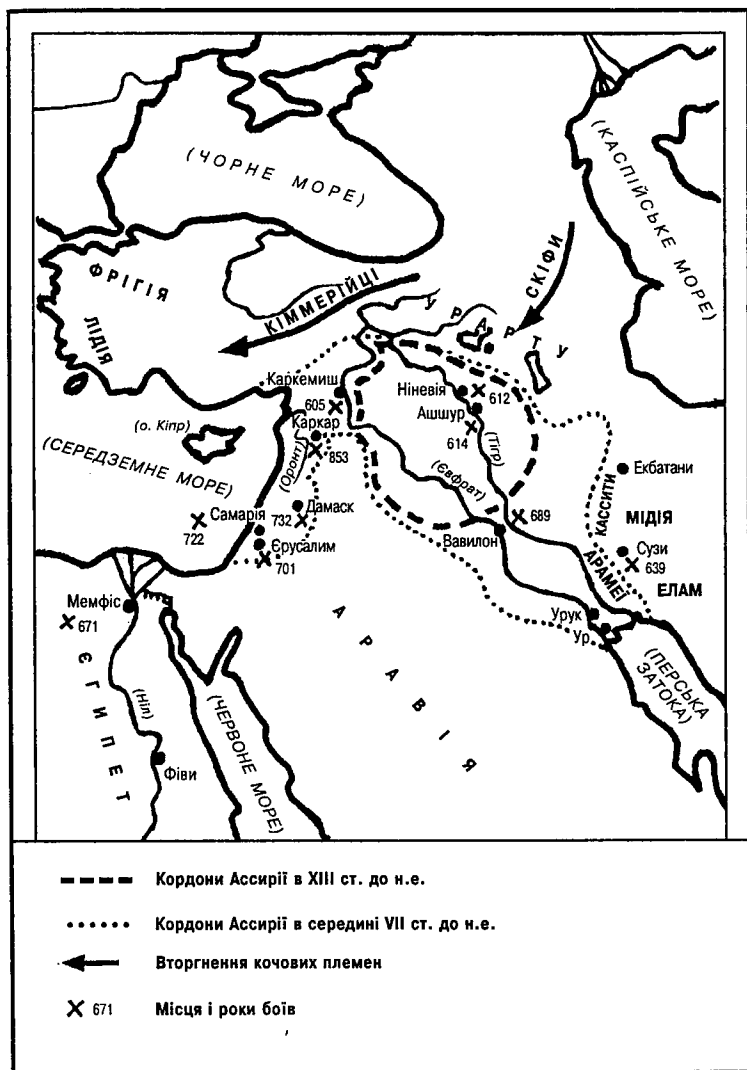 (ЧОРНЕ МОРЕ)
(КАСПІЙСЬКЕ МОРЕ)
ФРІГІЯ
ЛІДІЯ
КІММЕРІЙЦІ
СКІФИ
УРАРТУ
Каркемиш
605
Ніневія
612
Ашшур
614
(Тігр)
(о. Кіпр)
Каркар
853
(Оронт)
(Євфрат)
(СЕРЕДЗЕМНЕ МОРЕ)
Екбатани
КАССИТИ
МІДІЯ
Самарія
722
732
Дамаск
689
Вавилон
Сузи
639
Єрусалим
701
АРАМЕЇ
ЕЛАМ
Мемфіс
671
Урук
Ур
ЄГИПЕТ
(Ніл)
(ЧЕРВОНЕ МОРЕ)
АРАВІЯ
(ПЕРСЬКА
ЗАТОКА)
Фіви
Кордони Ассирії в XIII ст. до н.е.
Кордони Ассирії в середині VII ст. до н.е.
Вторгнення кочових племен
671 Місця і роки боїв